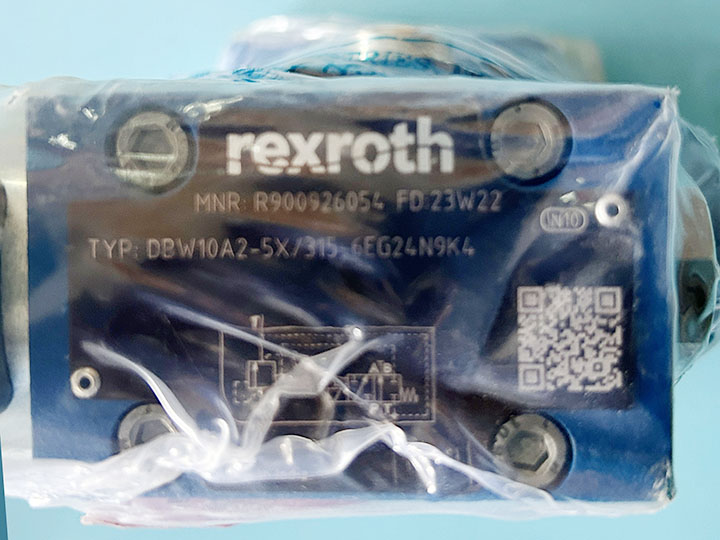 rexroth
MNR: R900926054 FD:23W22
TYP: DBW10A2-5X/315-6EG24N9K4
A B